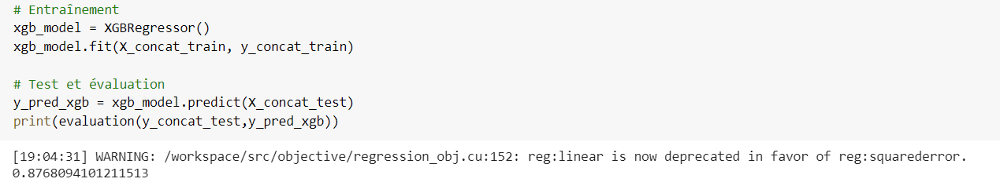 # Entraînement
xgb_model = XGBRegressor()
xgb_model.fit(X_concat_train, y_concat_train)
# Test et évaluation
y_pred_xgb = xgb_model.predict(X_concat_test)
print(evaluation(y_concat_test,y_pred_xgb))
[19:04:31] WARNING: /workspace/src/objective/regression_obj.cu:152: reg:linear is now deprecated in favor of reg:squarederror.
0.8768094101211513